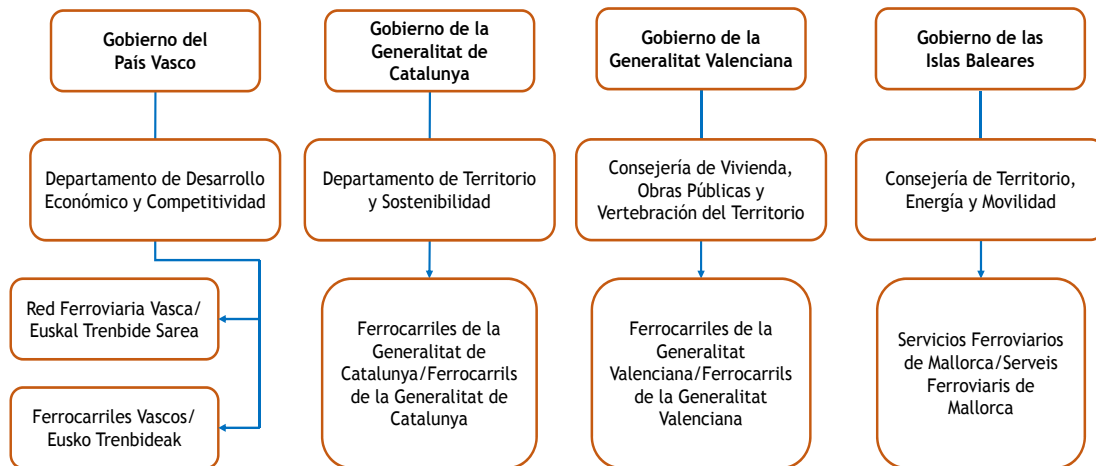 Gobierno del
País Vasco
Gobierno de la
Generalitat de
Catalunya
Gobierno de la
Generalitat Valenciana
Gobierno de las
Islas Baleares
Departamento de Desarrollo
Económico y Competitividad
Departamento de Territorio
y Sostenibilidad
Consejería de Vivienda,
Obras Públicas y
Vertebración del Territorio
Consejería de Territorio,
Energía y Movilidad
Red Ferroviaria Vasca/
Euskal Trenbide Sarea
Ferrocarriles Vascos/
Eusko Trenbideak
Ferrocarriles de la
Generalitat de
Catalunya/Ferrocarrils
de la Generalitat de
Catalunya
Ferrocarriles de la
Generalitat
Valenciana/Ferrocarrils
de la Generalitat
Valenciana
Servicios Ferroviarios
de Mallorca/Serveis
Ferroviaris de
Mallorca